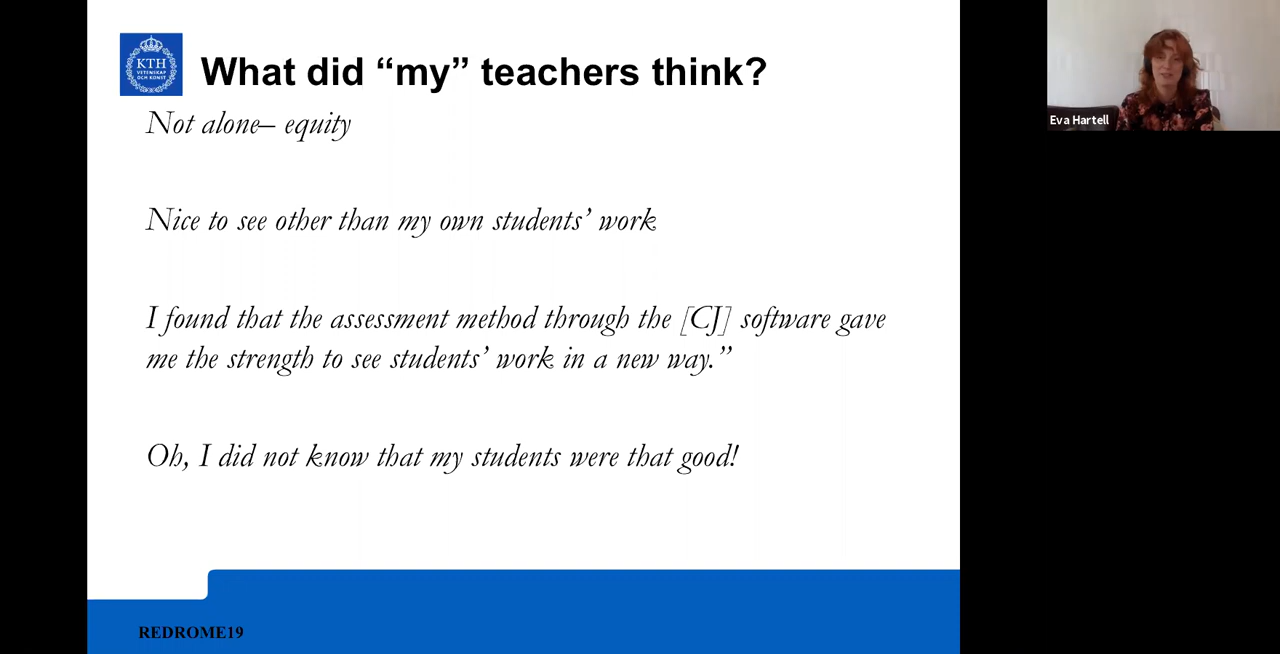 KTH
VETENSKAP
OCH KONST
What did “my” teachers think?
Not alone– equity
Nice to see other than my own students’ work
I found that the assessment method through the [CJ] software gave
me the strength to see students’ work in a new way.”
Oh, I did not know that my students were that good!
REDROME19
Eva Hartell